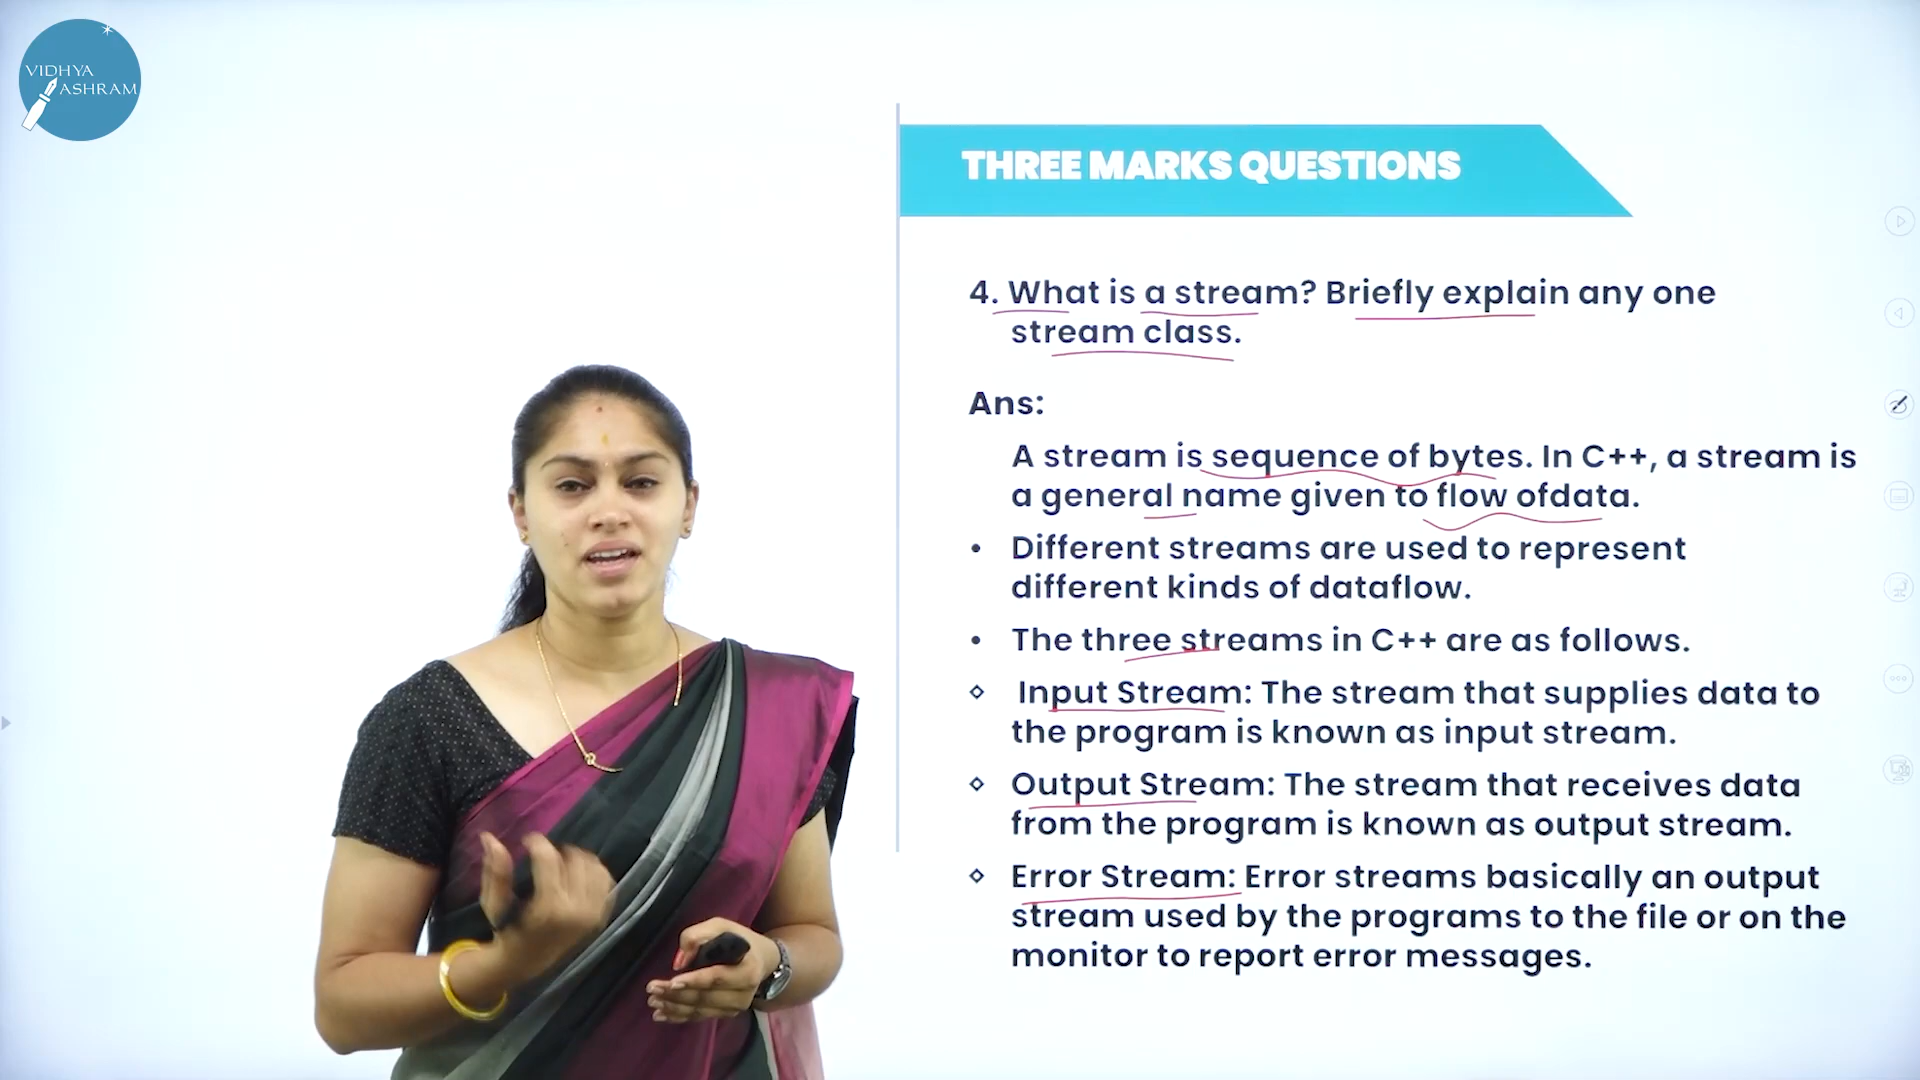 VIDHYA
ASHRAM
THREE MARKS QUESTIONS
4. What is a stream? Briefly explain any one
stream class.
Ans:
A stream is sequence of bytes. In C++, a stream is
a general name given to flow ofdata.
• Different streams are used to represent
different kinds of dataflow.
• The three streams in C++ are as follows.
◇ Input Stream: The stream that supplies data to
the program is known as input stream.
◇ Output Stream: The stream that receives data
from the program is known as output stream.
◇ Error Stream: Error streams basically an output
stream used by the programs to the file or on the
monitor to report error messages.